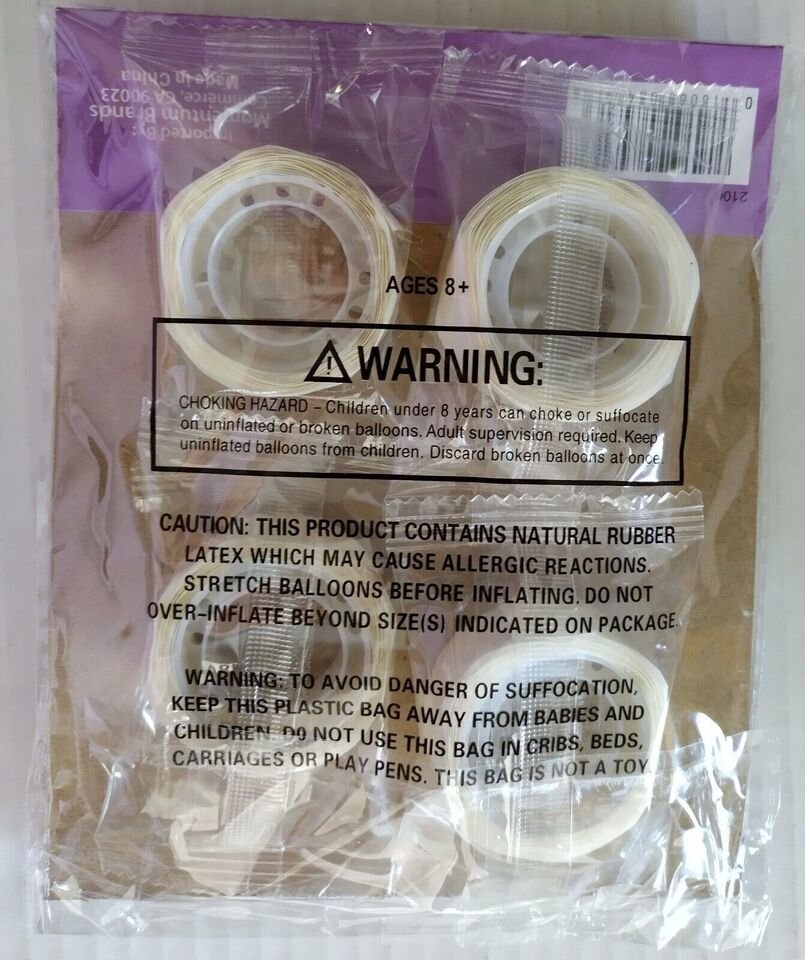 Imported By:
Momentum Brands
Commerce, CA 90023
Made in China
AGES 8+
WARNING:
CHOKING HAZARD – Children under 8 years can choke or suffocate
on uninflated or broken balloons. Adult supervision required. Keep
uninflated balloons from children. Discard broken balloons at once.
CAUTION: THIS PRODUCT CONTAINS NATURAL RUBBER
LATEX WHICH MAY CAUSE ALLERGIC REACTIONS.
STRETCH BALLOONS BEFORE INFLATING. DO NOT
OVER-INFLATE BEYOND SIZE(S) INDICATED ON PACKAGE.
WARNING: TO AVOID DANGER OF SUFFOCATION,
KEEP THIS PLASTIC BAG AWAY FROM BABIES AND
CHILDREN. DO NOT USE THIS BAG IN CRIBS, BEDS,
CARRIAGES OR PLAY PENS. THIS BAG IS NOT A TOY.